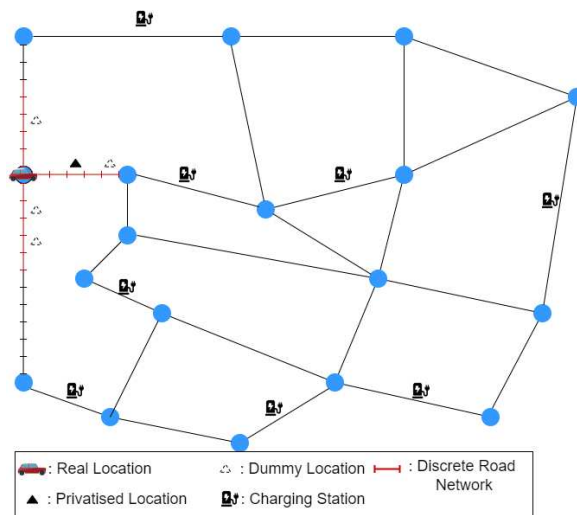 : Real Location
: Dummy Location
: Discrete Road
Network
: Privatised Location
: Charging Station